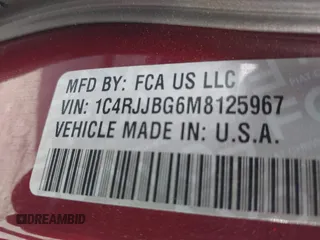 MFD BY: FCA US LLC
VIN: 1C4RJJBG6M8125967
VEHICLE MADE IN: U.S.A.
DREAMBID